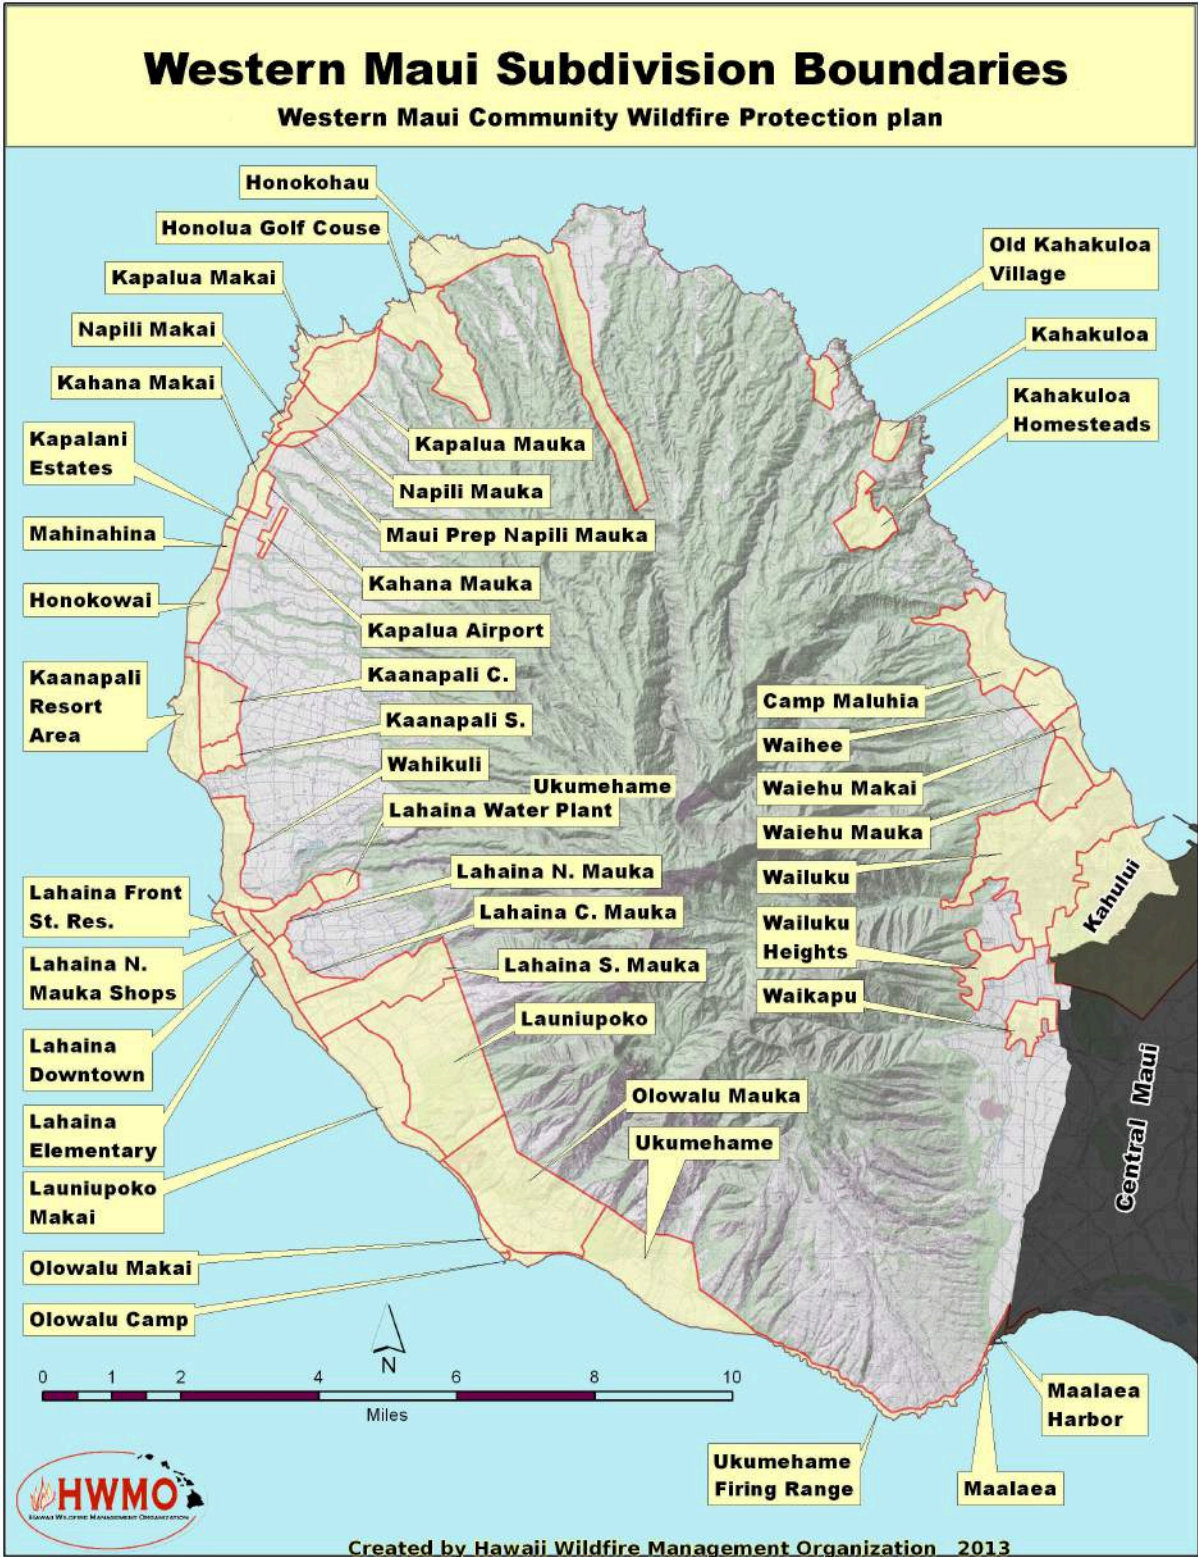 Western Maui Subdivision Boundaries
Western Maui Community Wildfire Protection plan
Honokohau
Honolua Golf Couse
Kapalua Makai
Napili Makai
Kahana Makai
Kapalani
Estates
Mahinahina
Honokowai
Kaanapali
Resort
Area
Lahaina Front
St. Res.
Lahaina N.
Mauka Shops
Lahaina
Downtown
Lahaina
Elementary
Launiupoko
Makai
Olowalu Makai
Olowalu Camp
Kapalua Mauka
Napili Mauka
Maui Prep Napili Mauka
Kahana Mauka
Kapalua Airport
Kaanapali C.
Kaanapali S.
Wahikuli
Ukumehame
Lahaina Water Plant
Lahaina N. Mauka
Lahaina C. Mauka
Lahaina S. Mauka
Launiupoko
Olowalu Mauka
Ukumehame
Old Kahakuloa
Village
Kahakuloa
Kahakuloa
Homesteads
Camp Maluhia
Waihee
Waiehu Makai
Waiehu Mauka
Wailuku
Wailuku
Heights
Waikapu
Kahului
Central Maui
Maalaea
Harbor
Maalaea
Ukumehame
Firing Range
N
0 1 2 4 6 8 10
Miles
HWMO
HAWAII WILDFIRE MANAGEMENT ORGANIZATION
Created by Hawaii Wildfire Management Organization 2013